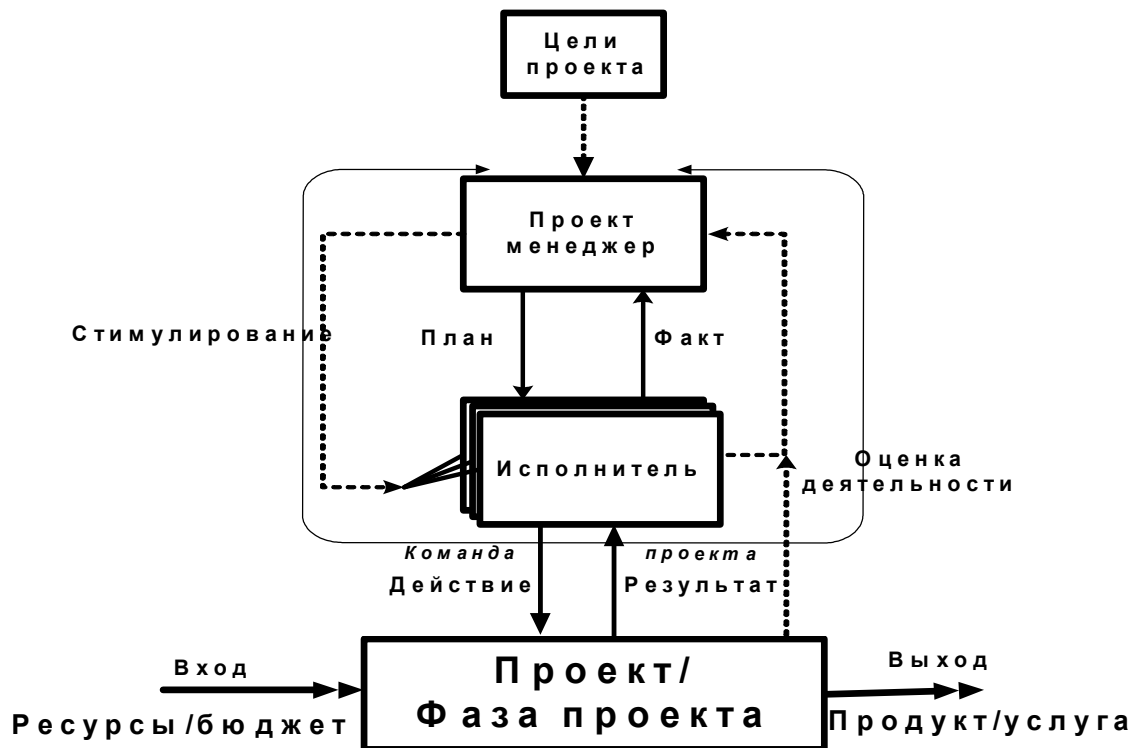 Цели
проекта
Проект
менеджер
Стимулирование
План
Факт
Исполнитель
Оценка
деятельности
Команда проекта
Действие
Результат
Вход
Ресурсы/бюджет
Проект/
Фаза проекта
Выход
Продукт/услуга